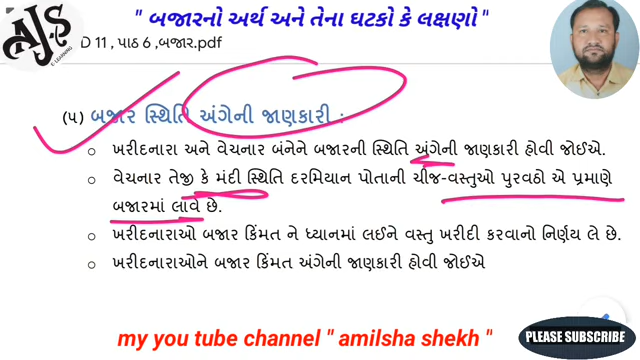 " બજારનો અર્થ અને તેના ઘટકો કે લક્ષણો "
AJS
E LEARNING
D 11 , પાઠ 6 ,બજાર.pdf
(૫) બજાર સ્થિતિ અંગેની જાણકારી :
○ ખરીદનારા અને વેચનાર બંનેને બજારની સ્થિતિ અંગેની જાણકારી હોવી જોઈએ.
○ વેચનાર તેજી કે મંદી સ્થિતિ દરમિયાન પોતાની ચીજ-વસ્તુઓ પુરવઠો એ પ્રમાણે
બજારમાં લાવે છે.
○ ખરીદનારાઓ બજાર કિંમત ને ધ્યાનમાં લઈને વસ્તુ ખરીદી કરવાનો નિર્ણય લે છે.
○ ખરીદનારાઓને બજાર કિંમત અંગેની જાણકારી હોવી જોઈએ
my you tube channel " amilsha shekh "
PLEASE SUBSCRIBE